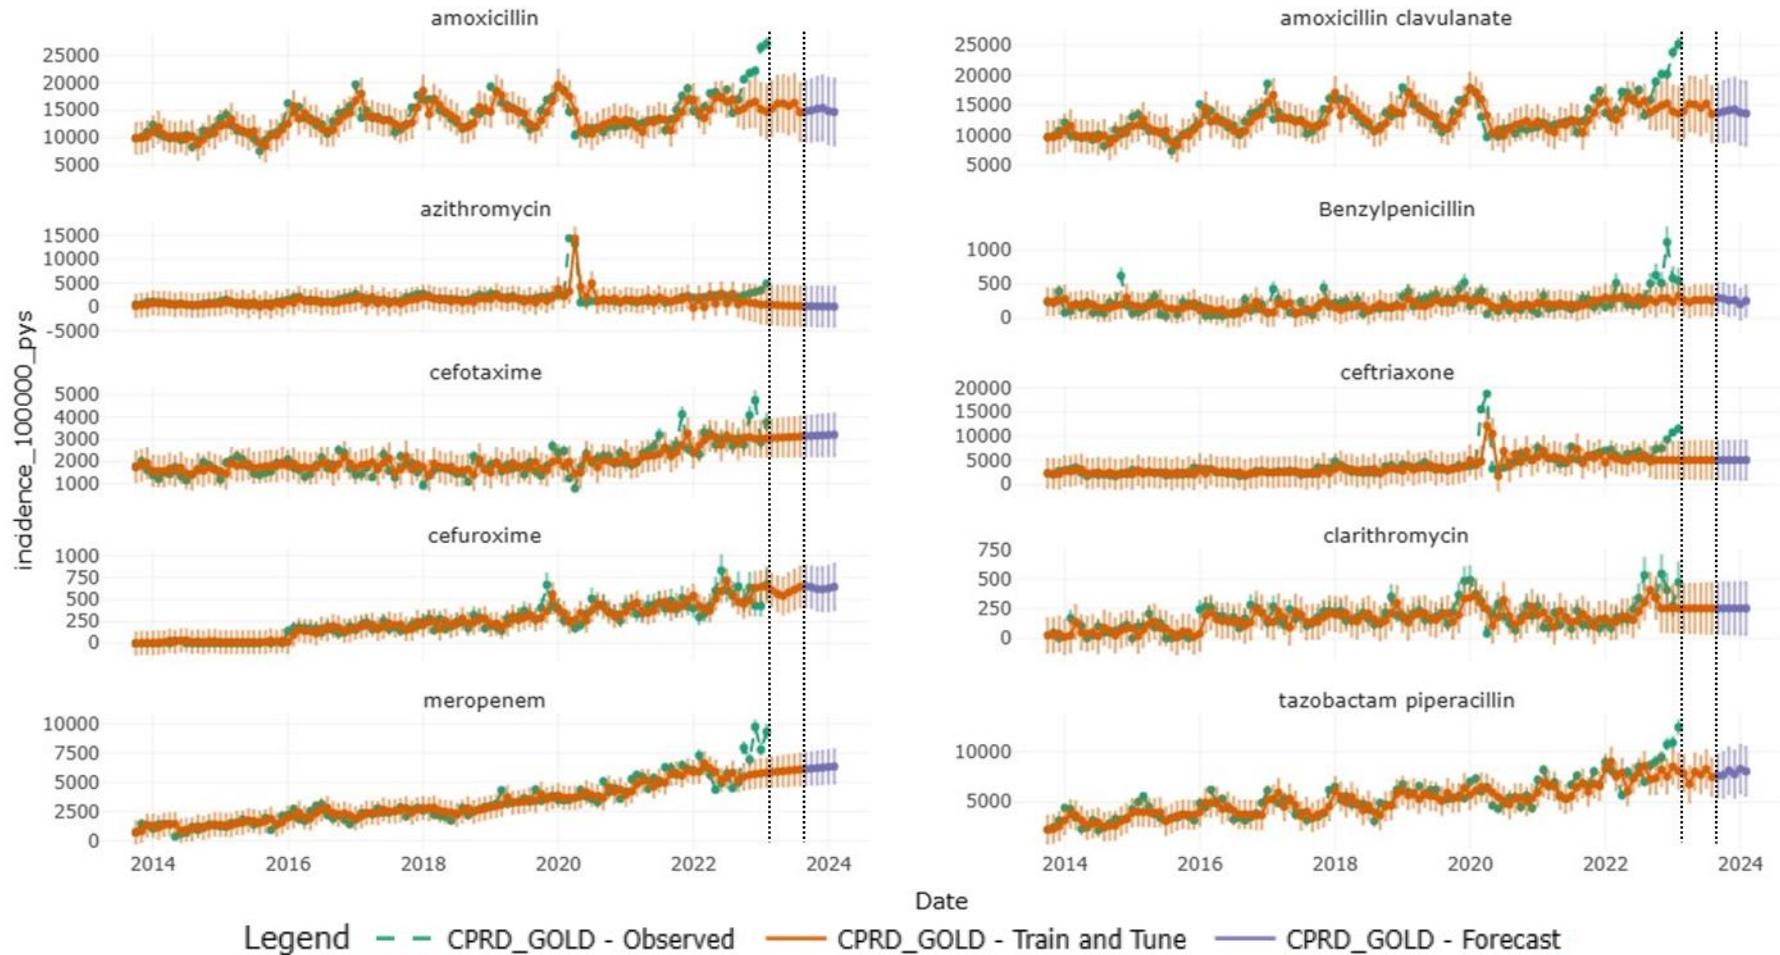 amoxicillin
25000
20000
15000
10000
5000
amoxicillin clavulanate
25000
20000
15000
10000
5000
azithromycin
15000
10000
5000
0
-5000
Benzylpenicillin
1000
500
0
cefotaxime
5000
4000
3000
2000
1000
ceftriaxone
20000
15000
10000
5000
0
cefuroxime
1000
750
500
250
0
clarithromycin
750
500
250
0
meropenem
10000
7500
5000
2500
0
2014 2016 2018 2020 2022 2024
tazobactam piperacillin
10000
5000
2014 2016 2018 2020 2022 2024
indidence_100000_pys
Date
Legend CPRD_GOLD - Observed CPRD_GOLD - Train and Tune CPRD_GOLD - Forecast